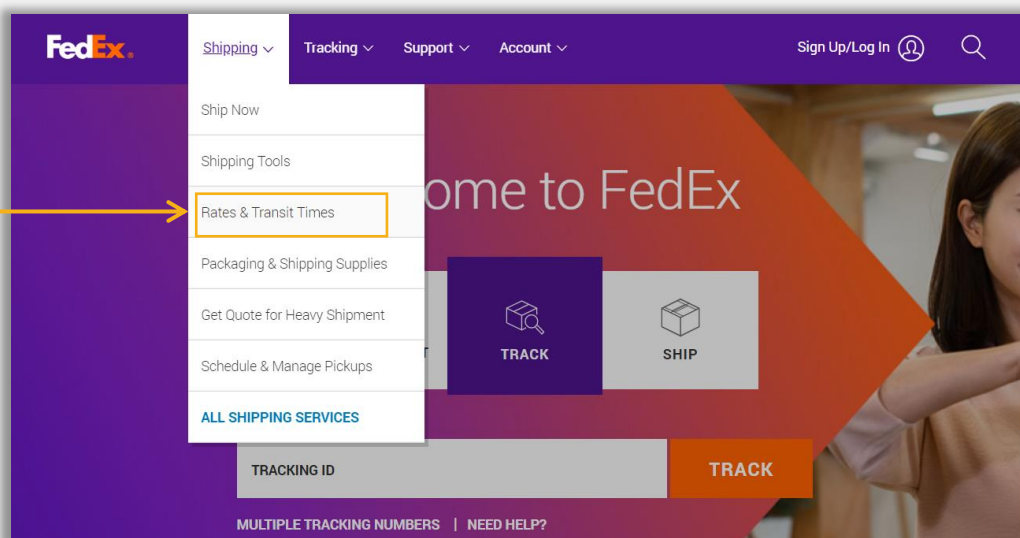 FedEx. Shipping Tracking Support Account Sign Up/Log In
Ship Now
Shipping Tools
Rates & Transit Times
Packaging & Shipping Supplies
Get Quote for Heavy Shipment
Schedule & Manage Pickups
ALL SHIPPING SERVICES
ome to FedEx
T TRACK SHIP
TRACKING ID TRACK
MULTIPLE TRACKING NUMBERS | NEED HELP?